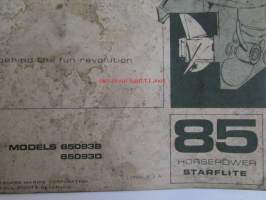 behind the fun revolution
MODELS 85093B
85093D
85
HORSEPOWER
STARFLITE